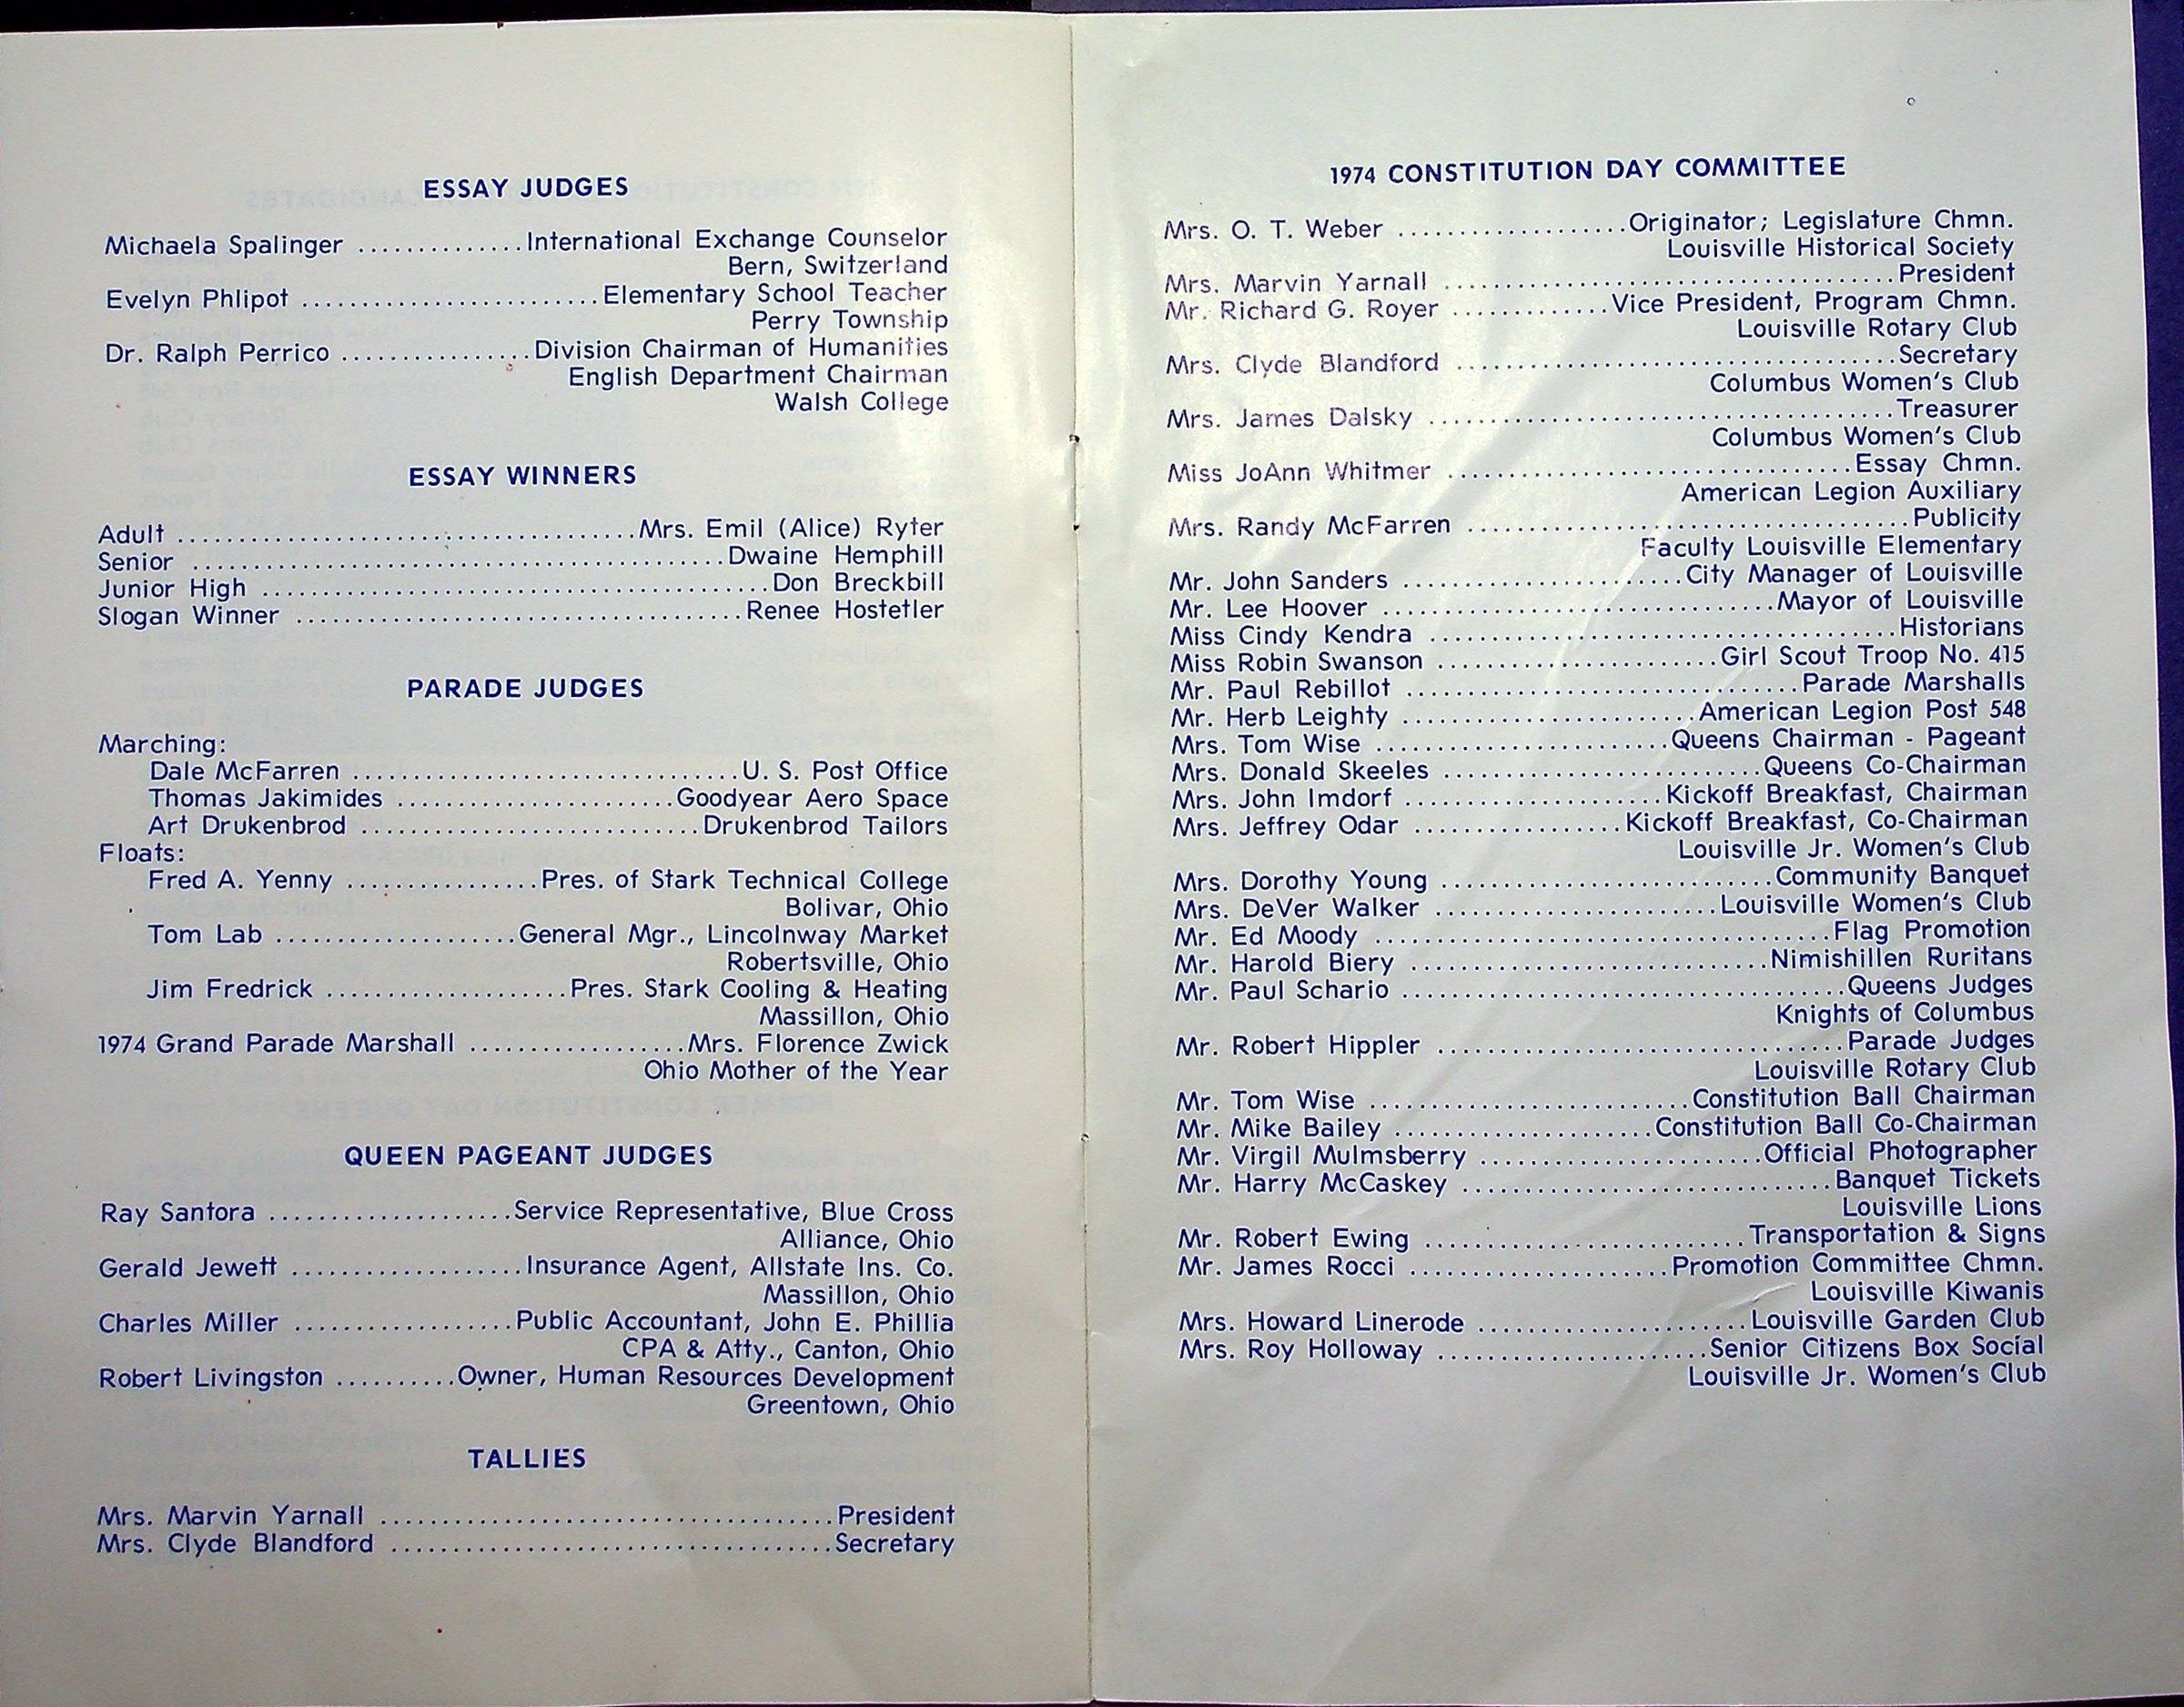 ESSAY JUDGES
Michaela Spalinger ..............International Exchange Counselor
Bern, Switzerland
Evelyn Phlipot ........................Elementary School Teacher
Perry Township
Dr. Ralph Perrico ................Division Chairman of Humanities
English Department Chairman
Walsh College
ESSAY WINNERS
Adult .....................................Mrs. Emil (Alice) Ryter
Senior ...........................................Dwaine Hemphill
Junior High .........................................Don Breckbill
Slogan Winner ....................................Renee Hostetler
PARADE JUDGES
Marching:
Dale McFarren ...............................U. S. Post Office
Thomas Jakimides ......................Goodyear Aero Space
Art Drukenbrod ...........................Drukenbrod Tailors
Floats:
Fred A. Yenny ................Pres. of Stark Technical College
Bolivar, Ohio
Tom Lab ...................General Mgr., Lincolnway Market
Robertsville, Ohio
Jim Fredrick ...................Pres. Stark Cooling & Heating
Massillon, Ohio
1974 Grand Parade Marshall .................Mrs. Florence Zwick
Ohio Mother of the Year
QUEEN PAGEANT JUDGES
Ray Santora ....................Service Representative, Blue Cross
Alliance, Ohio
Gerald Jewett ...................Insurance Agent, Allstate Ins. Co.
Massillon, Ohio
Charles Miller ..................Public Accountant, John E. Phillia
CPA & Atty., Canton, Ohio
Robert Livingston ..........Owner, Human Resources Development
Greentown, Ohio
TALLIES
Mrs. Marvin Yarnall ....................................President
Mrs. Clyde Blandford ...................................Secretary
1974 CONSTITUTION DAY COMMITTEE
Mrs. O. T. Weber ...................Originator; Legislature Chmn.
Louisville Historical Society
Mrs. Marvin Yarnall ....................................President
Mr. Richard G. Royer .............Vice President, Program Chmn.
Louisville Rotary Club
Mrs. Clyde Blandford ...................................Secretary
Columbus Women's Club
Mrs. James Dalsky .....................................Treasurer
Columbus Women's Club
Miss JoAnn Whitmer .................................Essay Chmn.
American Legion Auxiliary
Mrs. Randy McFarren ...................................Publicity
Faculty Louisville Elementary
Mr. John Sanders .......................City Manager of Louisville
Mr. Lee Hoover ................................Mayor of Louisville
Miss Cindy Kendra .....................................Historians
Miss Robin Swanson .......................Girl Scout Troop No. 415
Mr. Paul Rebillot ................................Parade Marshalls
Mr. Herb Leighty ........................American Legion Post 548
Mrs. Tom Wise ........................Queens Chairman - Pageant
Mrs. Donald Skeeles ..........................Queens Co-Chairman
Mrs. John Imdorf .....................Kickoff Breakfast, Chairman
Mrs. Jeffrey Odar .................Kickoff Breakfast, Co-Chairman
Louisville Jr. Women's Club
Mrs. Dorothy Young ...........................Community Banquet
Mrs. DeVer Walker .......................Louisville Women's Club
Mr. Ed Moody .....................................Flag Promotion
Mr. Harold Biery .............................Nimishillen Ruritans
Mr. Paul Schario ....................................Queens Judges
Knights of Columbus
Mr. Robert Hippler .................................Parade Judges
Louisville Rotary Club
Mr. Tom Wise ..........................Constitution Ball Chairman
Mr. Mike Bailey .....................Constitution Ball Co-Chairman
Mr. Virgil Mulmsberry .......................Official Photographer
Mr. Harry McCaskey ..............................Banquet Tickets
Louisville Lions
Mr. Robert Ewing ..........................Transportation & Signs
Mr. James Rocci .....................Promotion Committee Chmn.
Louisville Kiwanis
Mrs. Howard Linerode ......................Louisville Garden Club
Mrs. Roy Holloway ......................Senior Citizens Box Social
Louisville Jr. Women's Club